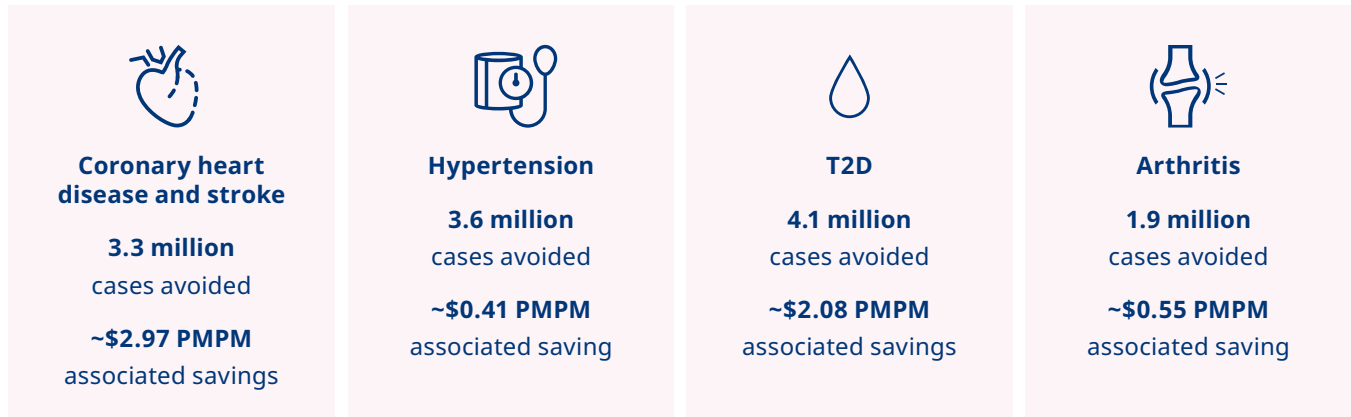 Coronary heart
disease and stroke
3.3 million
cases avoided
~$2.97 PMPM
associated savings
Hypertension
3.6 million
cases avoided
~$0.41 PMPM
associated saving
T2D
4.1 million
cases avoided
~$2.08 PMPM
associated savings
Arthritis
1.9 million
cases avoided
~$0.55 PMPM
associated saving